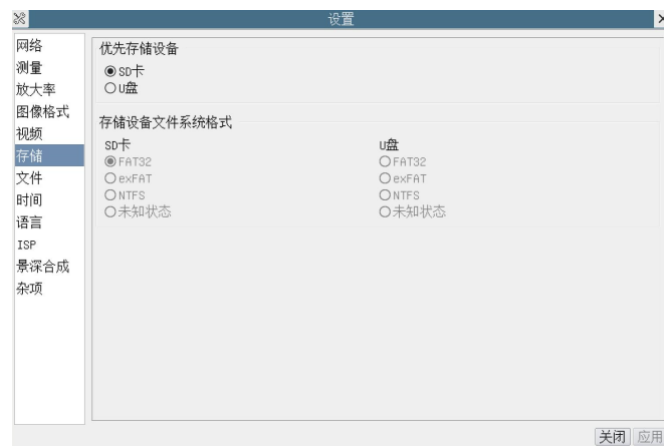 设置
网络
测量
放大率
图像格式
视频
存储
文件
时间
语言
ISP
景深合成
杂项
优先存储设备
SD卡
U盘
存储设备文件系统格式
SD卡
FAT32
exFAT
NTFS
未知状态
U盘
FAT32
exFAT
NTFS
未知状态
关闭 应用